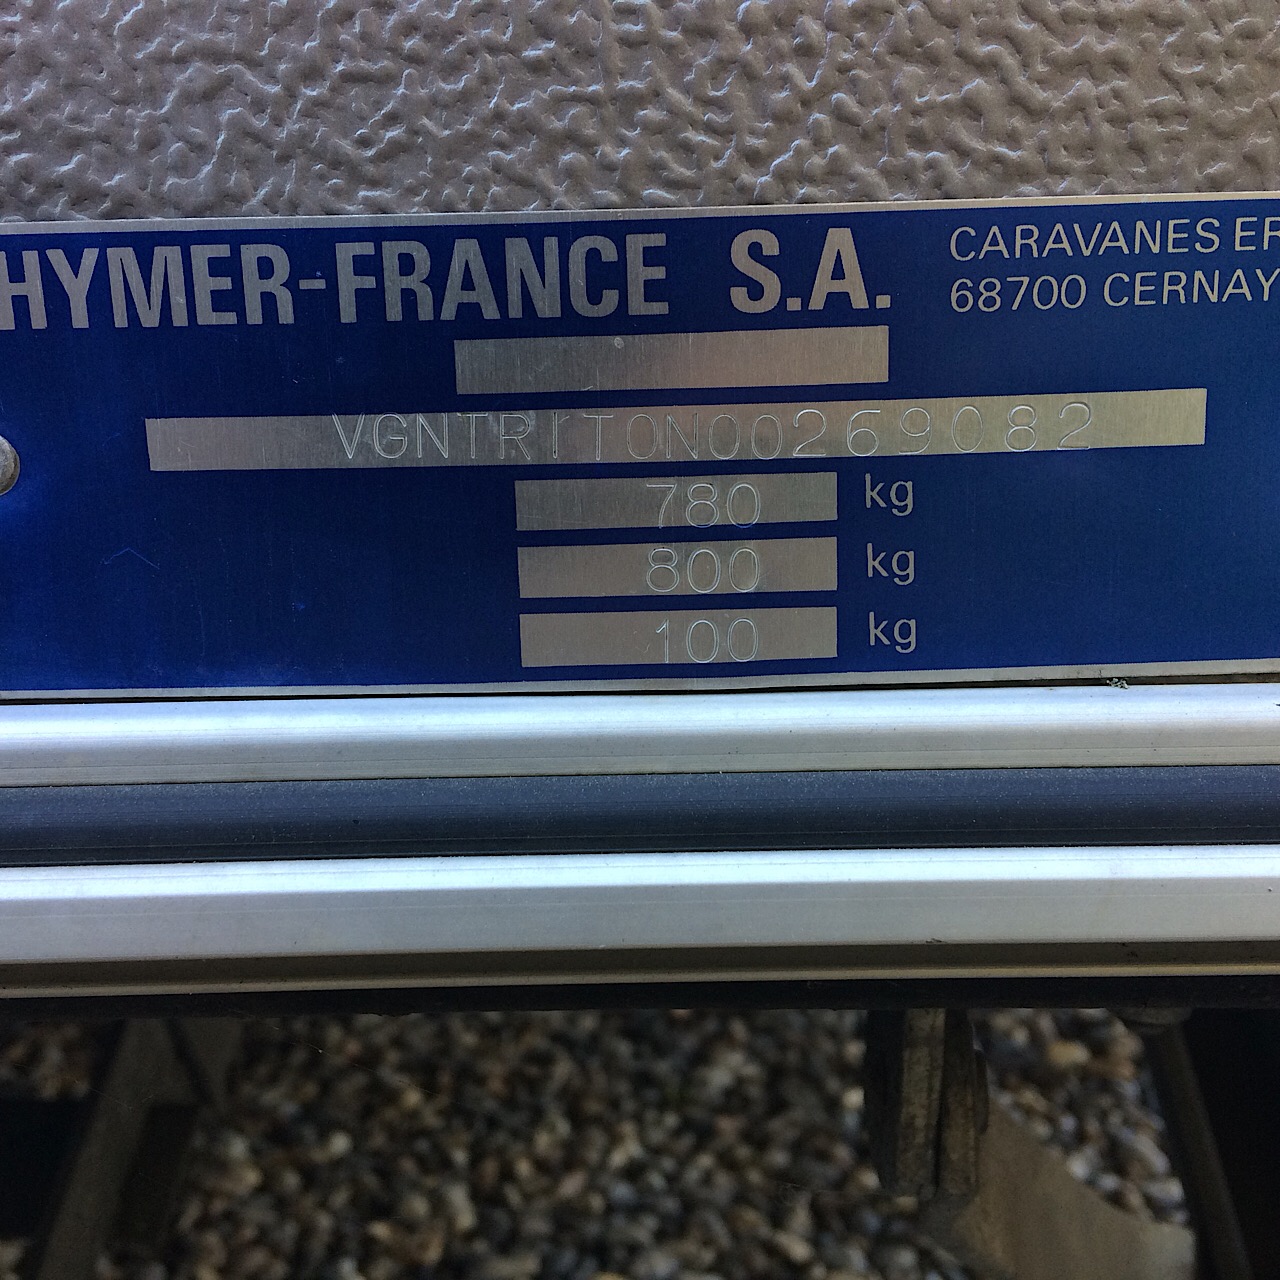 HYMER-FRANCE S.A.
CARAVANES ER
68700 CERNAY
VGNTRITON00269082
780 kg
800 kg
100 kg